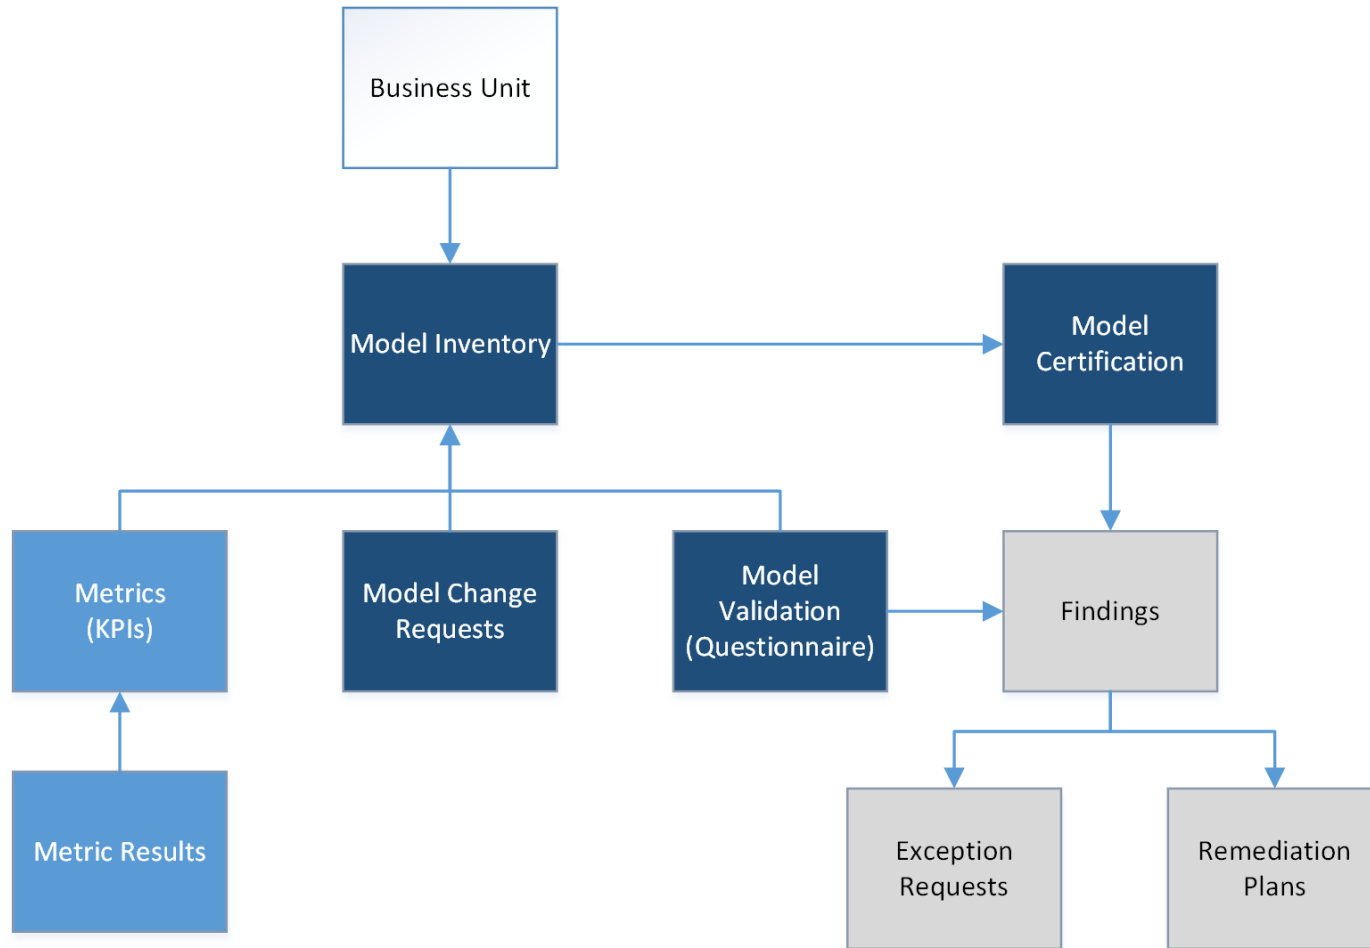 Business Unit
Model Inventory
Model
Certification
Metrics
(KPIs)
Model Change
Requests
Model
Validation
(Questionnaire)
Findings
Metric Results
Exception
Requests
Remediation
Plans